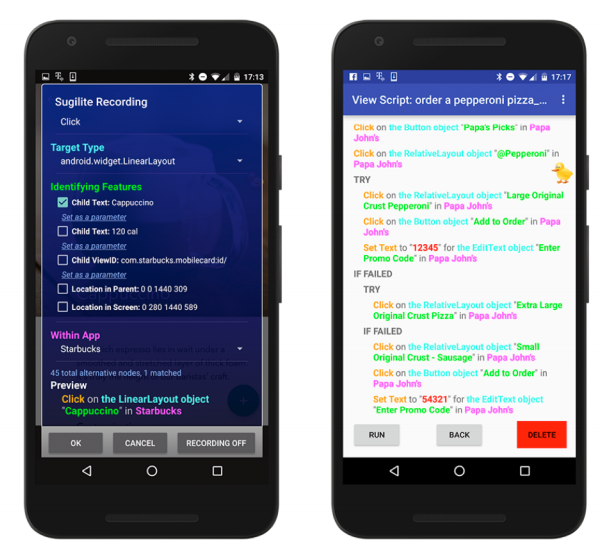 17:13
Sugilite Recording
Click
Target Type
android.widget.LinearLayout
Identifying Features
Child Text: Cappuccino
Set as a parameter
Child Text: 120 cal
Set as a parameter
Child ViewID: com.starbucks.mobilecard:id/
Set as a parameter
Location in Parent: 0 0 1440 309
Location in Screen: 0 280 1440 589
Within App
Starbucks
45 total alternative nodes, 1 matched
Preview
Click on the LinearLayout object
"Cappuccino" in Starbucks
OK CANCEL RECORDING OFF
17:17
View Script: order a pepperoni pizza_...
Click on the Button object "Papa's Picks" in Papa
John's
Click on the RelativeLayout object "@Pepperoni" in
Papa John's
TRY
Click on the RelativeLayout object "Large Original
Crust Pepperoni" in Papa John's
Click on the Button object "Add to Order" in Papa
John's
Set Text to "12345" for the EditText object "Enter
Promo Code" in Papa John's
IF FAILED
TRY
Click on the RelativeLayout object "Extra Large
Original Crust Pizza" in Papa John's
IF FAILED
Click on the RelativeLayout object "Small
Original Crust - Sausage" in Papa John's
Click on the Button object "Add to Order" in
Papa John's
Set Text to "54321" for the EditText object
"Enter Promo Code" in Papa John's
RUN BACK DELETE